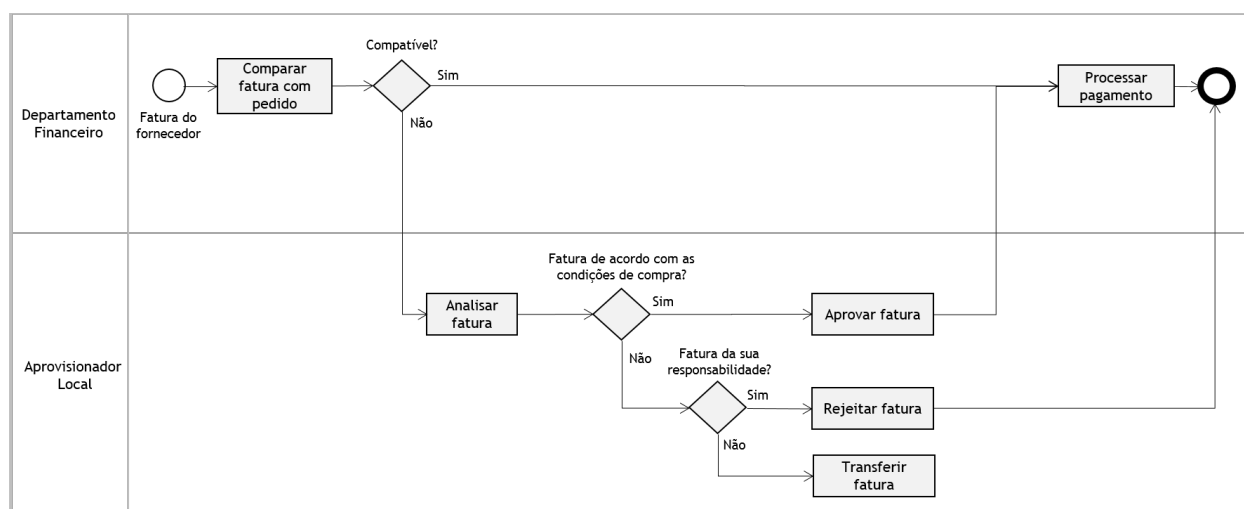 Departamento
Financeiro
Fatura do
fornecedor
Comparar
fatura com
pedido
Compatível?
Sim
Não
Processar
pagamento
Aprovisionador
Local
Analisar
fatura
Fatura de acordo com as
condições de compra?
Sim
Não
Aprovar fatura
Fatura da sua
responsabilidade?
Sim
Não
Rejeitar fatura
Transferir
fatura